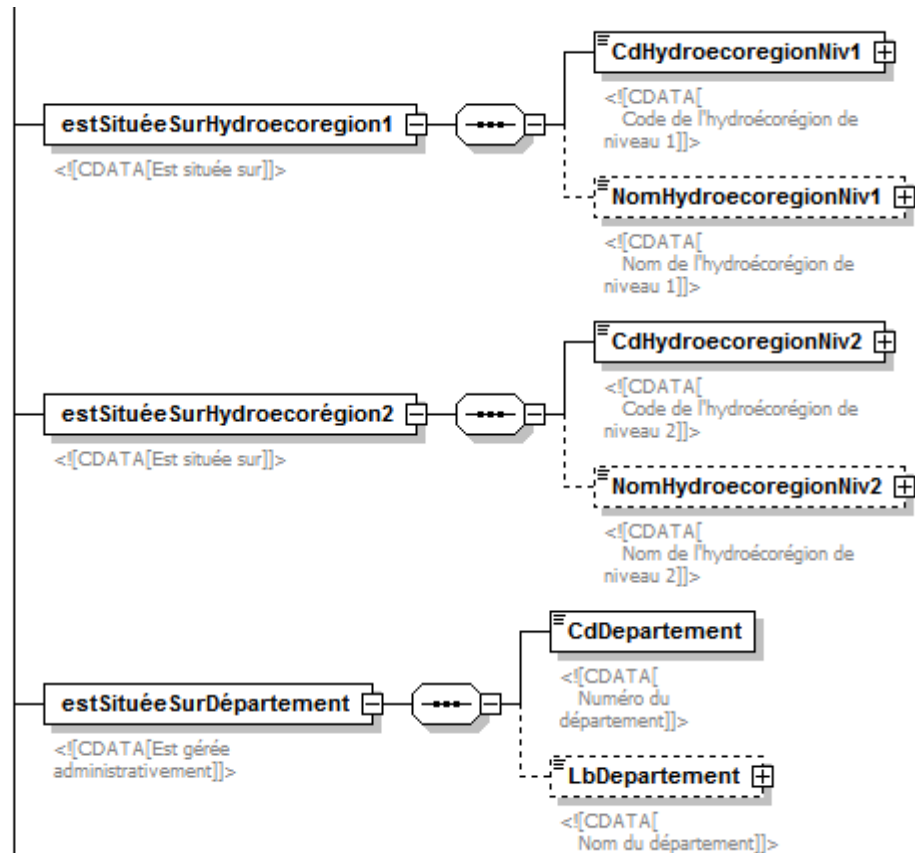 CdHydroecoregionNiv1
<![CDATA[
Code de l'hydroécorégion de
niveau 1]]>
estSituéeSurHydroecoregion1
<![CDATA[Est située sur]]>
NomHydroecoregionNiv1
<![CDATA[
Nom de l'hydroécorégion de
niveau 1]]>
CdHydroecoregionNiv2
<![CDATA[
Code de l'hydroécorégion de
niveau 2]]>
estSituéeSurHydroecorégion2
<![CDATA[Est située sur]]>
NomHydroecoregionNiv2
<![CDATA[
Nom de l'hydroécorégion de
niveau 2]]>
CdDepartement
<![CDATA[
Numéro du
département]]>
estSituéeSurDépartement
<![CDATA[Est gérée
administrativement]]>
LbDepartement
<![CDATA[
Nom du département]]>